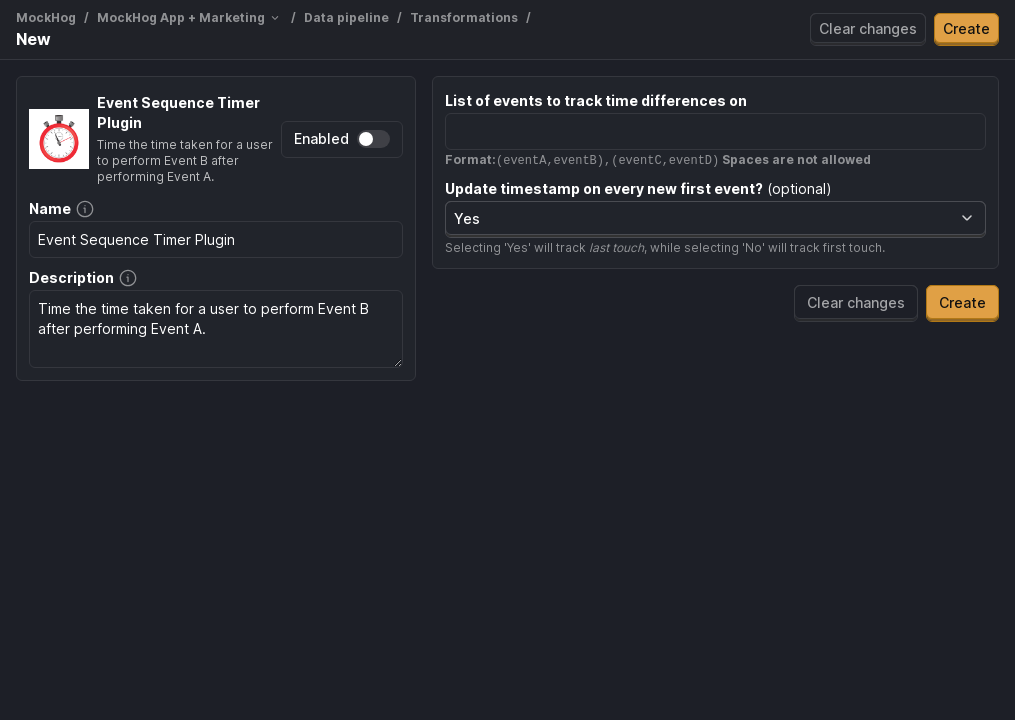 MockHog / MockHog App + Marketing / Data pipeline / Transformations /
New
Clear changes
Create
Event Sequence Timer
Plugin
Time the time taken for a user
to perform Event B after
performing Event A.
Enabled
Name
Event Sequence Timer Plugin
Description
Time the time taken for a user to perform Event B
after performing Event A.
List of events to track time differences on
Format:(eventA,eventB),(eventC,eventD) Spaces are not allowed
Update timestamp on every new first event? (optional)
Yes
Selecting 'Yes' will track last touch, while selecting 'No' will track first touch.
Clear changes
Create